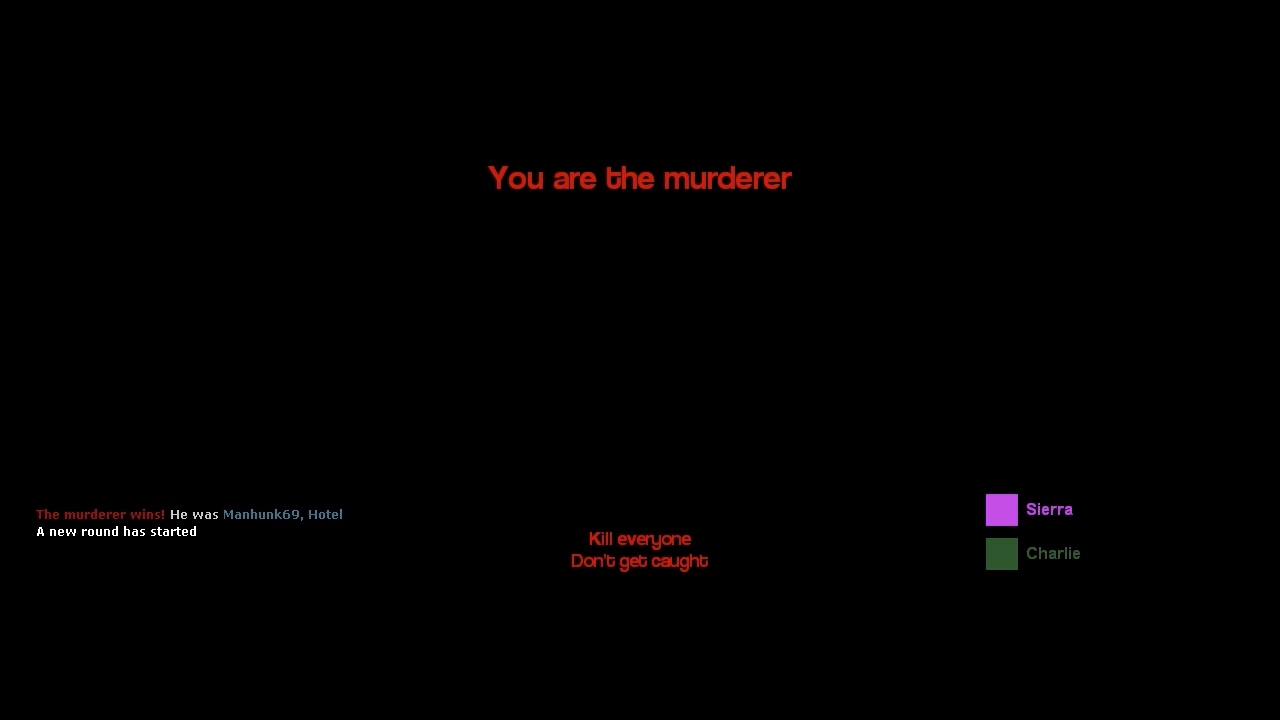 You are the murderer
The murderer wins! He was Manhunk69, Hotel
A new round has started
Kill everyone
Don't get caught
Sierra
Charlie